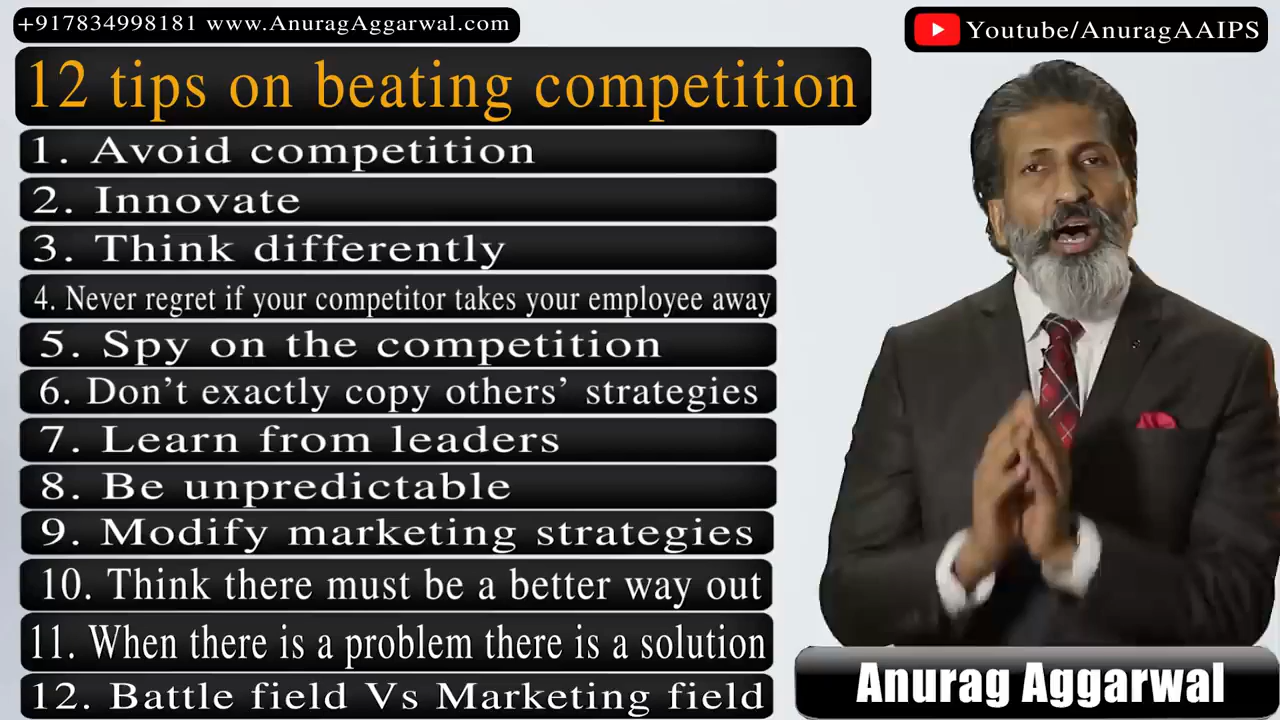 +917834998181 www.AnuragAggarwal.com
Youtube/AnuragAAIPS
12 tips on beating competition
1. Avoid competition
2. Innovate
3. Think differently
4. Never regret if your competitor takes your employee away
5. Spy on the competition
6. Don’t exactly copy others’ strategies
7. Learn from leaders
8. Be unpredictable
9. Modify marketing strategies
10. Think there must be a better way out
11. When there is a problem there is a solution
12. Battle field Vs Marketing field
Anurag Aggarwal